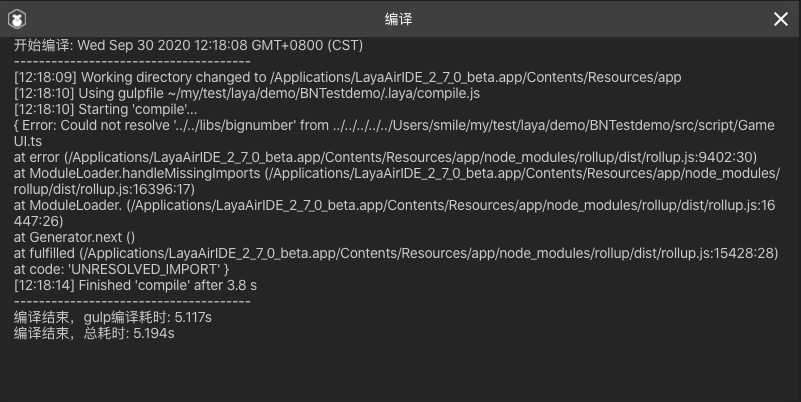 编译
开始编译: Wed Sep 30 2020 12:18:08 GMT+0800 (CST)
--------------------------------------
[12:18:09] Working directory changed to /Applications/LayaAirIDE_2_7_0_beta.app/Contents/Resources/app
[12:18:10] Using gulpfile ~/my/test/laya/demo/BNTestdemo/.laya/compile.js
[12:18:10] Starting 'compile'...
{ Error: Could not resolve '../../libs/bignumber' from ../../../../../Users/smile/my/test/laya/demo/BNTestdemo/src/script/Game
UI.ts
at error (/Applications/LayaAirIDE_2_7_0_beta.app/Contents/Resources/app/node_modules/rollup/dist/rollup.js:9402:30)
at ModuleLoader.handleMissingImports (/Applications/LayaAirIDE_2_7_0_beta.app/Contents/Resources/app/node_modules/
rollup/dist/rollup.js:16396:17)
at ModuleLoader. (/Applications/LayaAirIDE_2_7_0_beta.app/Contents/Resources/app/node_modules/rollup/dist/rollup.js:16
447:26)
at Generator.next ()
at fulfilled (/Applications/LayaAirIDE_2_7_0_beta.app/Contents/Resources/app/node_modules/rollup/dist/rollup.js:15428:28)
at code: 'UNRESOLVED_IMPORT' }
[12:18:14] Finished 'compile' after 3.8 s
--------------------------------------
编译结束，gulp编译耗时: 5.117s
编译结束，总耗时: 5.194s